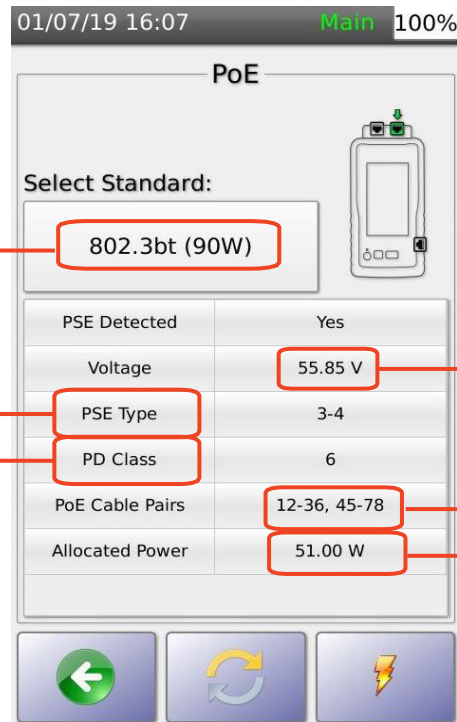 01/07/19 16:07 Main 100%
PoE
Select Standard:
802.3bt (90W)
PSE Detected Yes
Voltage 55.85 V
PSE Type 3-4
PD Class 6
PoE Cable Pairs 12-36, 45-78
Allocated Power 51.00 W